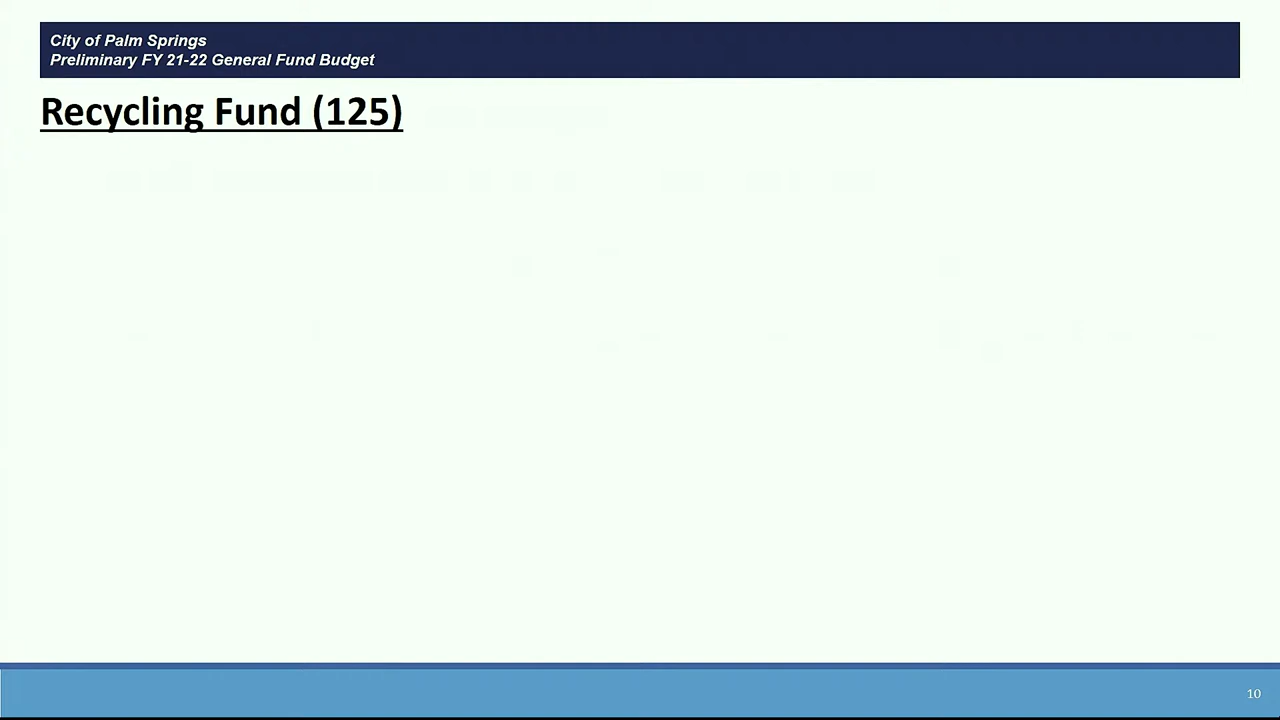 City of Palm Springs
Preliminary FY 21-22 General Fund Budget
Recycling Fund (125)
10